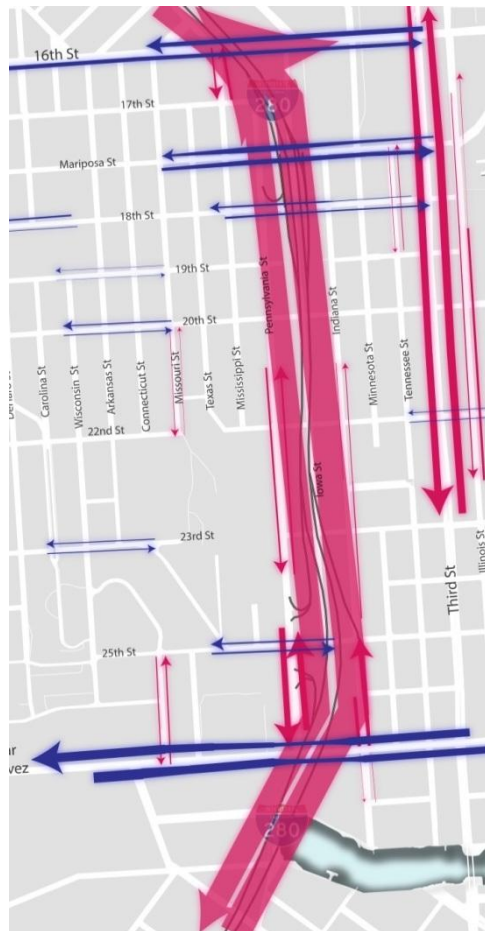 16th St
280
17th St
Mariposa St
18th St
19th St
Pennsylvania St
Indiana St
20th St
Carolina St
Wisconsin St
Arkansas St
Connecticut St
Missouri St
Texas St
Mississippi St
Minnesota St
Tennessee St
22nd St
Iowa St
23rd St
Third St
Illinois St
25th St
ar
vez
280